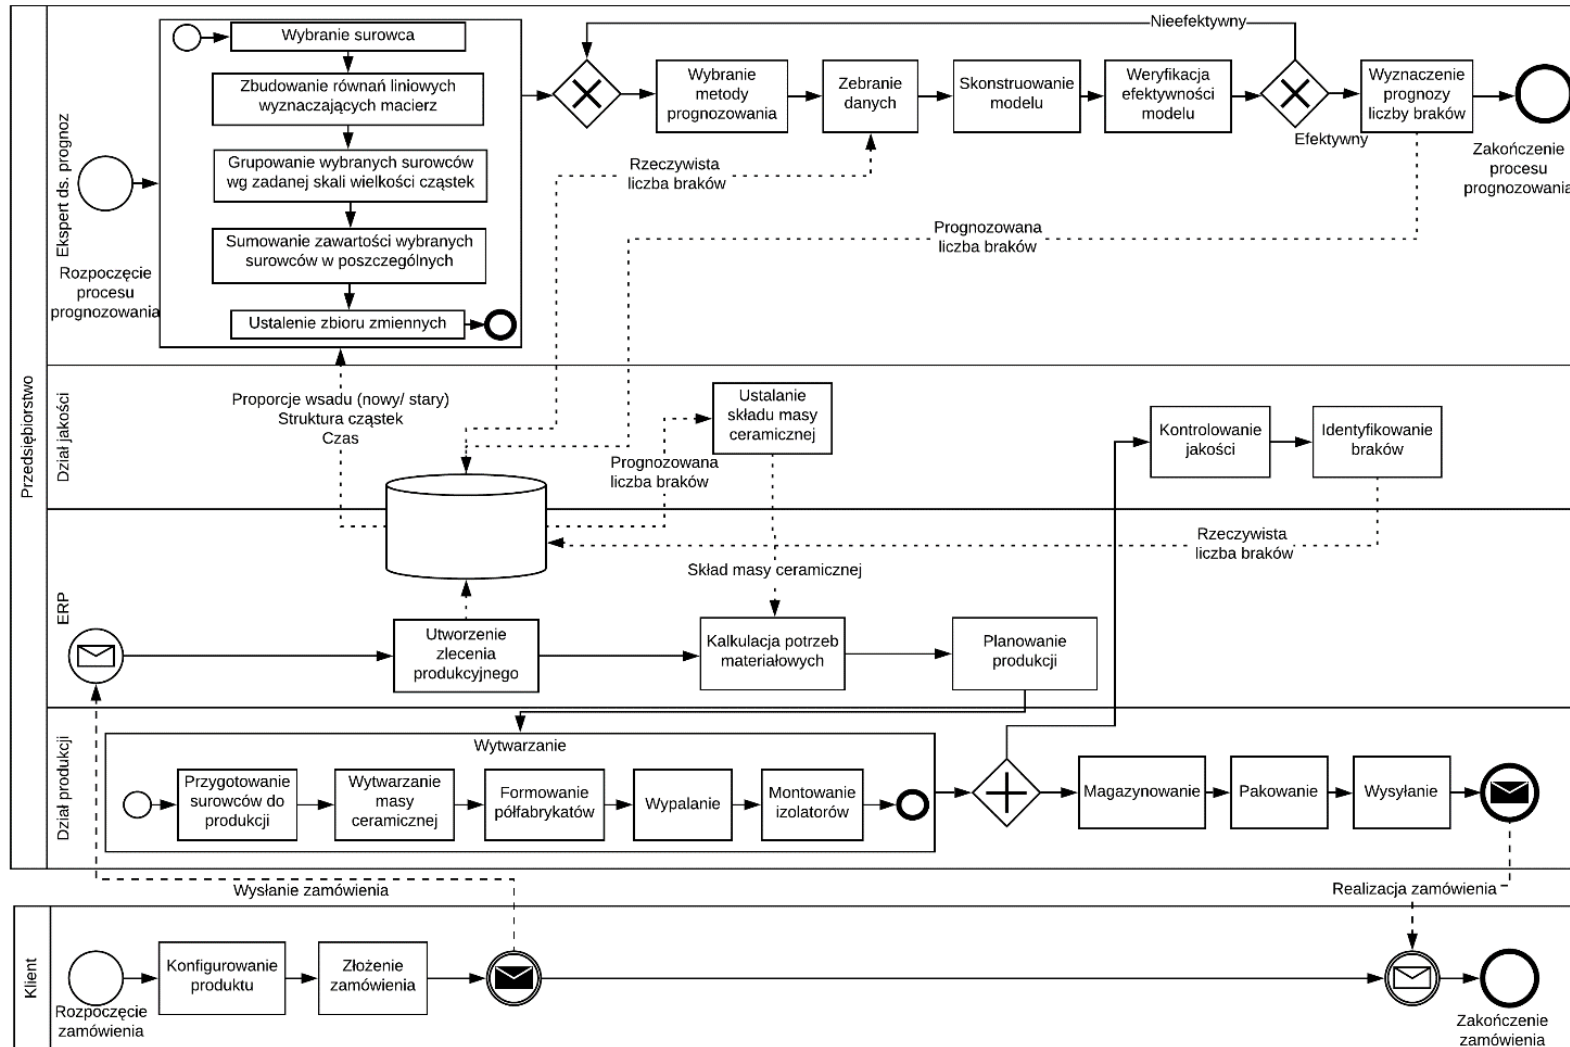 Przedsiębiorstwo
Ekspert ds. prognoz
Rozpoczęcie
procesu
prognozowania
Wybranie surowca
Zbudowanie równań liniowych
wyznaczających macierz
Grupowanie wybranych surowców
wg zadanej skali wielkości cząstek
Sumowanie zawartości wybranych
surowców w poszczególnych
Ustalenie zbioru zmiennych
Nieefektywny
Wybranie
metody
prognozowania
Zebranie
danych
Skonstruowanie
modelu
Weryfikacja
efektywności
modelu
Efektywny
Wyznaczenie
prognozy
liczby braków
Zakończenie
procesu
prognozowania
Rzeczywista
liczba braków
Prognozowana
liczba braków
Dział jakości
Proporcje wsadu (nowy/ stary)
Struktura cząstek
Czas
Ustalanie
składu masy
ceramicznej
Prognozowana
liczba braków
Kontrolowanie
jakości
Identyfikowanie
braków
ERP
Rzeczywista
liczba braków
Skład masy ceramicznej
Utworzenie
zlecenia
produkcyjnego
Kalkulacja potrzeb
materiałowych
Planowanie
produkcji
Dział produkcji
Wytwarzanie
Przygotowanie
surowców do
produkcji
Wytwarzanie
masy
ceramicznej
Formowanie
półfabrykatów
Wypalanie
Montowanie
izolatorów
Magazynowanie
Pakowanie
Wysyłanie
Wysłanie zamówienia
Realizacja zamówienia
Klient
Rozpoczęcie
zamówienia
Konfigurowanie
produktu
Złożenie
zamówienia
Zakończenie
zamówienia